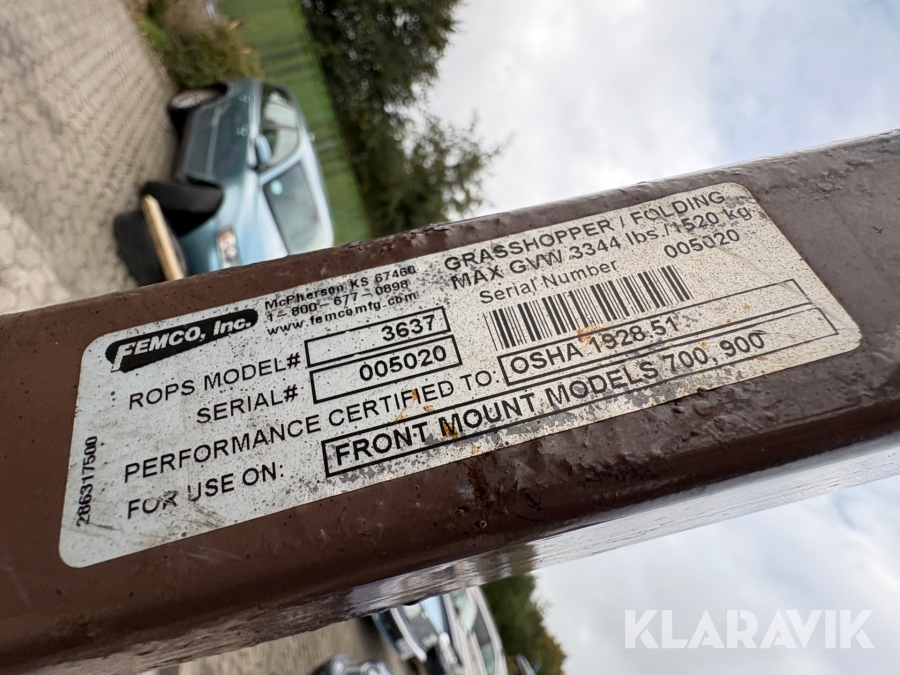 FEMCO, Inc.
McPherson KS 67460
1-800-677-0898
www.femcomfg.com
GRASSHOPPER / FOLDING
MAX GVW 3344 lbs /1520 kg
Serial Number 005020
ROPS MODEL# 3637
SERIAL# 005020
PERFORMANCE CERTIFIED TO: OSHA 1928.51
FOR USE ON: FRONT MOUNT MODELS 700, 900
286317500
KLARAVIK